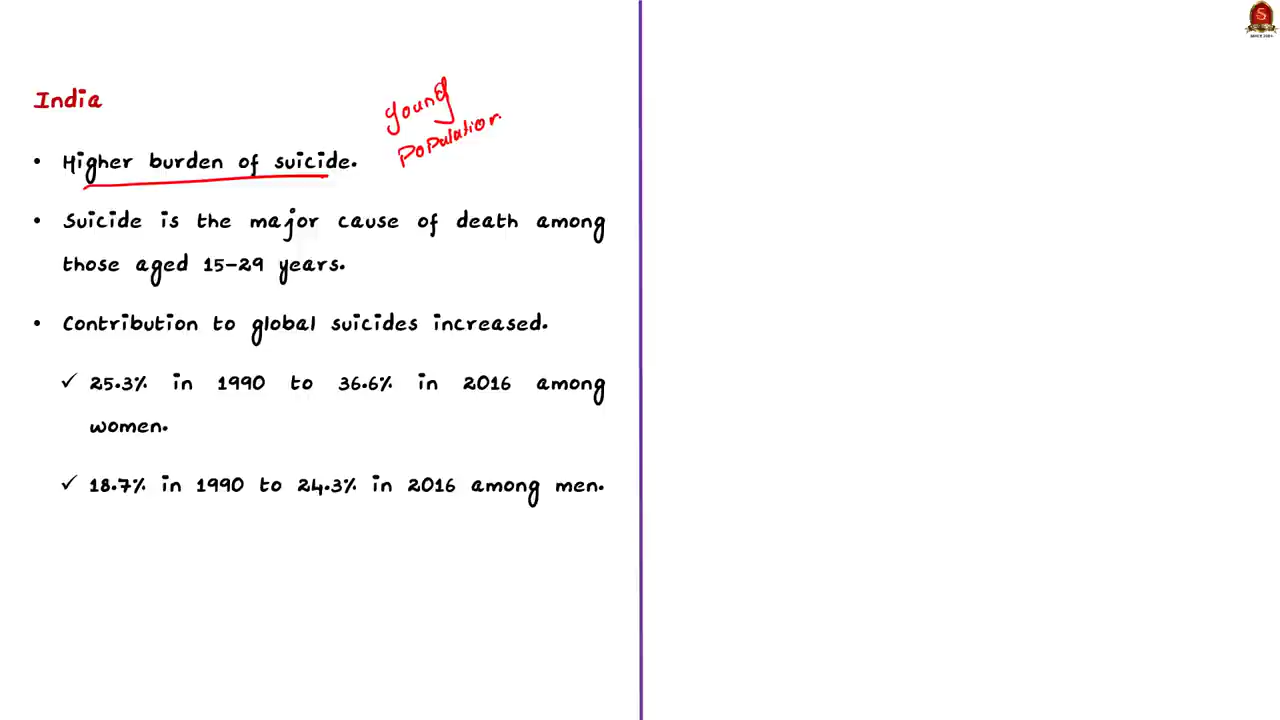 India
young
population
• Higher burden of suicide.
• Suicide is the major cause of death among
those aged 15-29 years.
• Contribution to global suicides increased.
✓ 25.3% in 1990 to 36.6% in 2016 among
women.
✓ 18.7% in 1990 to 24.3% in 2016 among men.